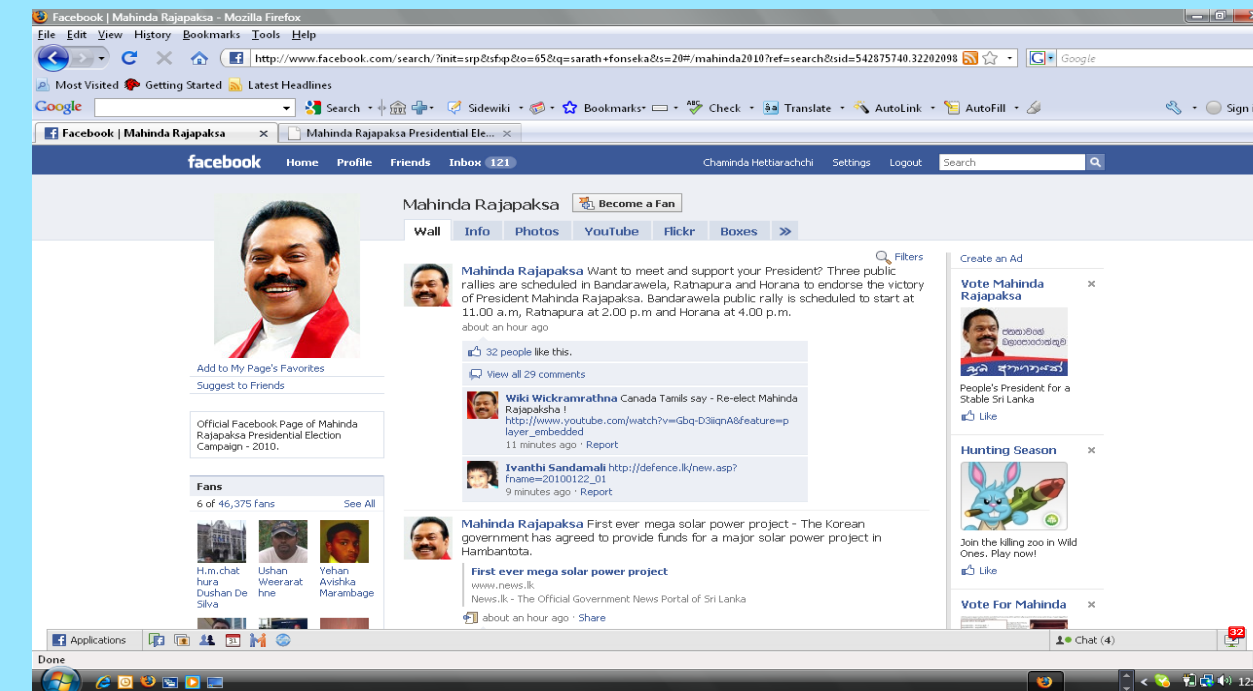 Facebook | Mahinda Rajapaksa - Mozilla Firefox
File Edit View History Bookmarks Tools Help
http://www.facebook.com/search/?init=srp&sfxp&o=65&q=sarath+fonseka&s=20#/mahinda2010?ref=search&sid=542875740.32202098
Google
Most Visited Getting Started Latest Headlines
Google Search Sidewiki Bookmarks Check Translate AutoLink AutoFill Sign i
Facebook | Mahinda Rajapaksa Mahinda Rajapaksa Presidential Ele...
facebook Home Profile Friends Inbox 121 Chaminda Hettiarachchi Settings Logout Search
Mahinda Rajapaksa Become a Fan
Wall Info Photos YouTube Flickr Boxes
Filters
Add to My Page's Favorites
Suggest to Friends
Official Facebook Page of Mahinda
Rajapaksa Presidential Election
Campaign - 2010.
Fans
6 of 46,375 fans See All
H.m.chat
hura
Dushan De
Silva
Ushan
Weerarat
hne
Yehan
Avishka
Marambage
Mahinda Rajapaksa Want to meet and support your President? Three public
rallies are scheduled in Bandarawela, Ratnapura and Horana to endorse the victory
of President Mahinda Rajapaksa. Bandarawela public rally is scheduled to start at
11.00 a.m, Ratnapura at 2.00 p.m and Horana at 4.00 p.m.
about an hour ago
32 people like this.
View all 29 comments
Wiki Wickramrathna Canada Tamils say - Re-elect Mahinda
Rajapaksha !
http://www.youtube.com/watch?v=Gbq-D3iiqnA&feature=p
layer_embedded
11 minutes ago · Report
Ivanthi Sandamali http://defence.lk/new.asp?
fname=20100122_01
9 minutes ago · Report
Mahinda Rajapaksa First ever mega solar power project - The Korean
government has agreed to provide funds for a major solar power project in
Hambantota.
First ever mega solar power project
www.news.lk
News.lk - The Official Government News Portal of Sri Lanka
about an hour ago · Share
Create an Ad
Vote Mahinda
Rajapaksa
People's President for a
Stable Sri Lanka
Like
Hunting Season
Join the killing zoo in Wild
Ones. Play now!
Like
Vote For Mahinda
Applications 31 Chat (4) 32
Done
12: